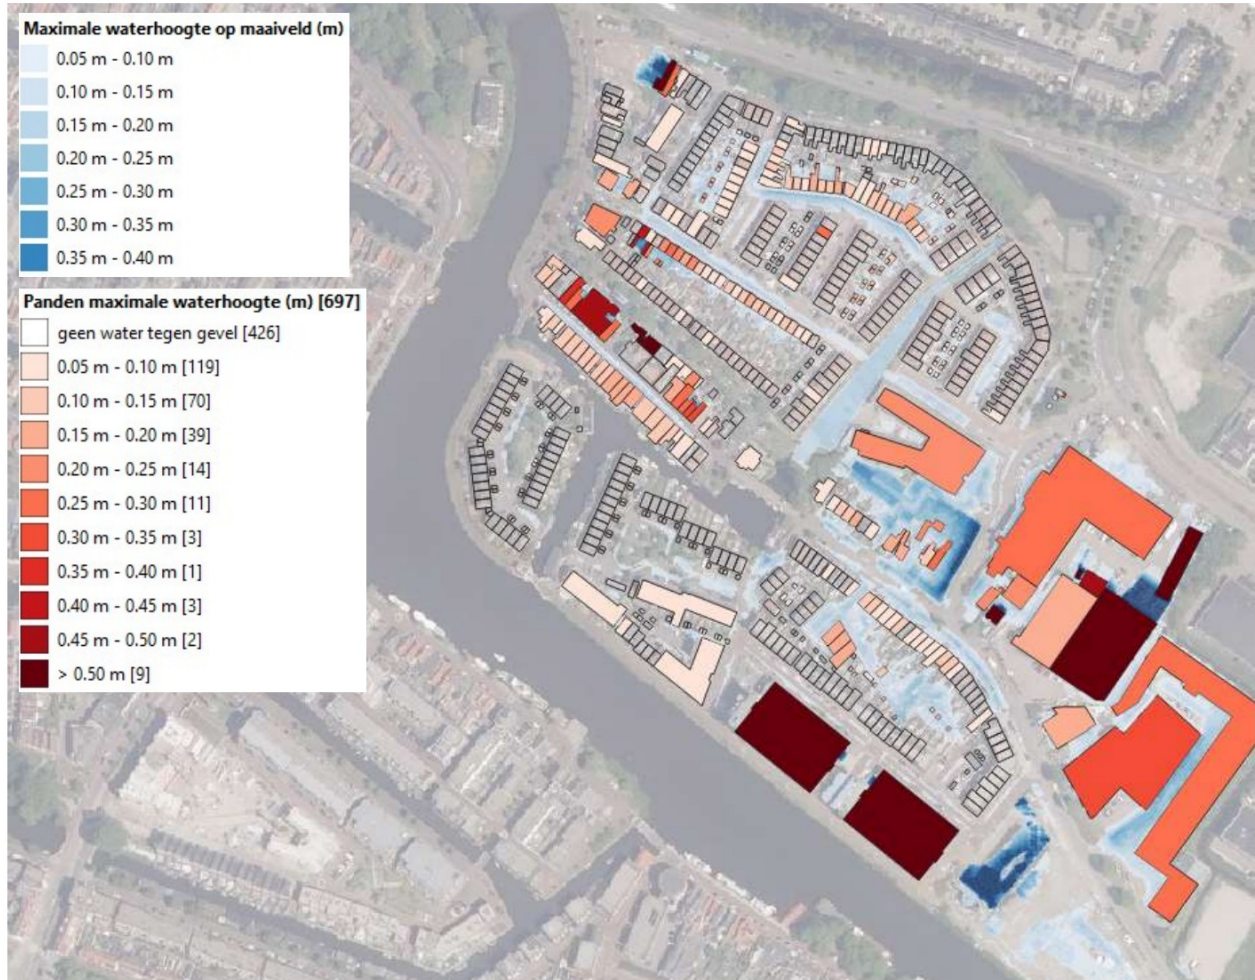 Maximale waterhoogte op maaiveld (m)
0.05 m - 0.10 m
0.10 m - 0.15 m
0.15 m - 0.20 m
0.20 m - 0.25 m
0.25 m - 0.30 m
0.30 m - 0.35 m
0.35 m - 0.40 m
Panden maximale waterhoogte (m) [697]
geen water tegen gevel [426]
0.05 m - 0.10 m [119]
0.10 m - 0.15 m [70]
0.15 m - 0.20 m [39]
0.20 m - 0.25 m [14]
0.25 m - 0.30 m [11]
0.30 m - 0.35 m [3]
0.35 m - 0.40 m [1]
0.40 m - 0.45 m [3]
0.45 m - 0.50 m [2]
> 0.50 m [9]